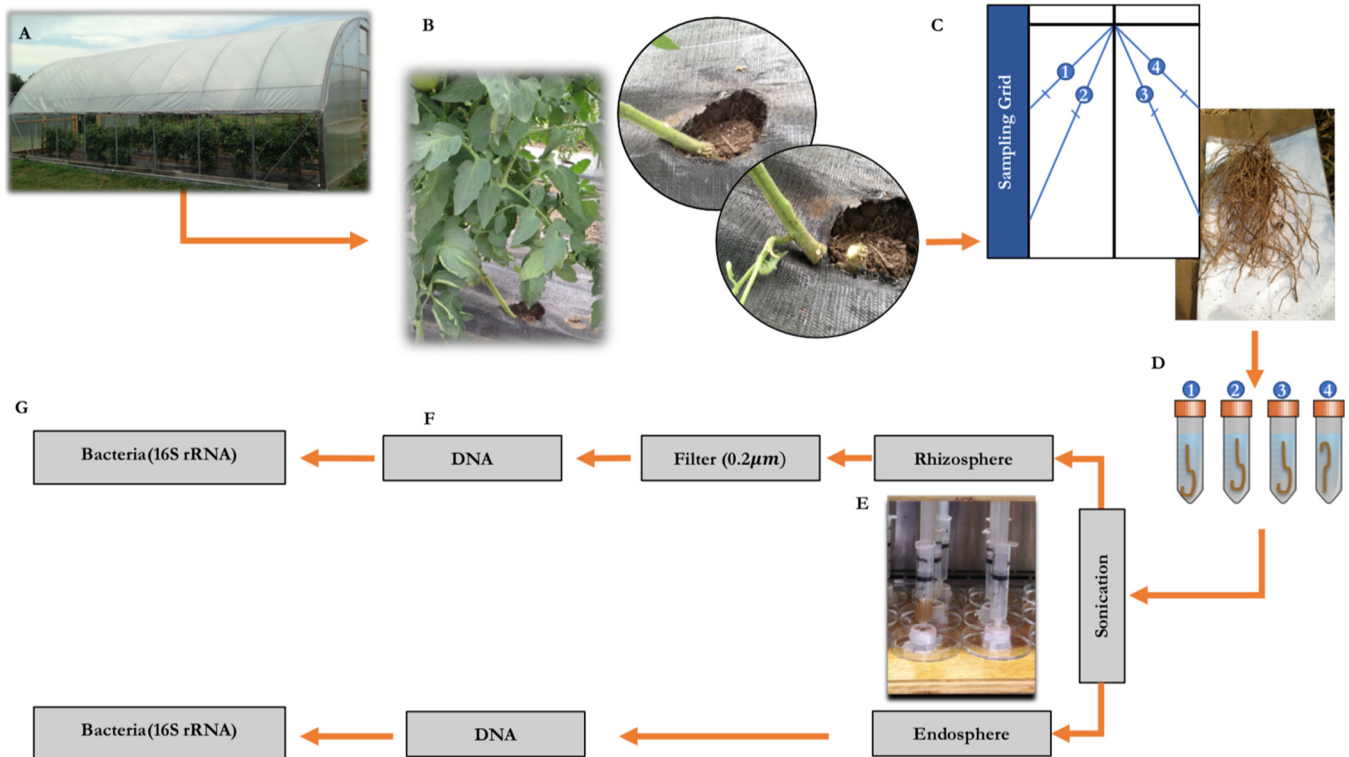 A
B
C
Sampling Grid
1
2
3
4
D
1
2
3
4
G
F
Bacteria(16S rRNA)
DNA
Filter (0.2μm)
Rhizosphere
E
Sonication
Bacteria(16S rRNA)
DNA
Endosphere